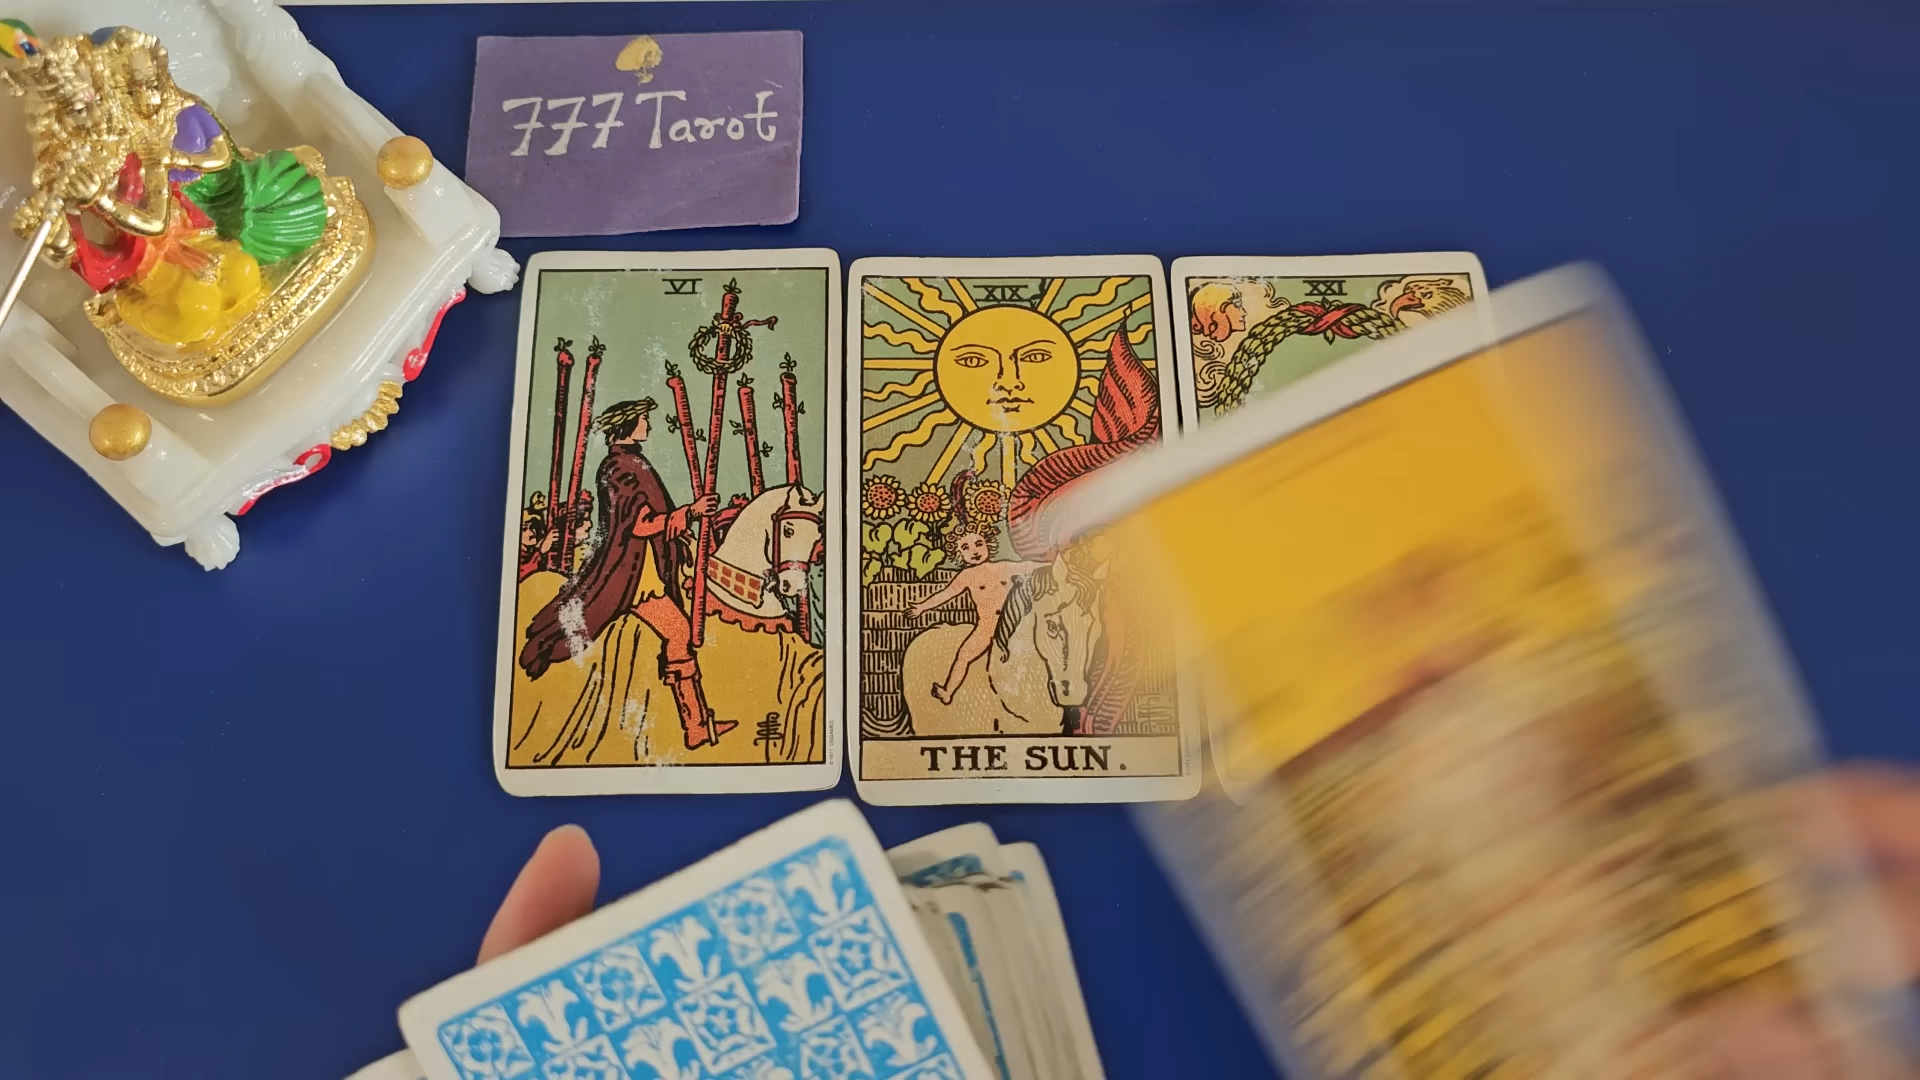 777 Tarot
VI
XIX
XXI
THE SUN.